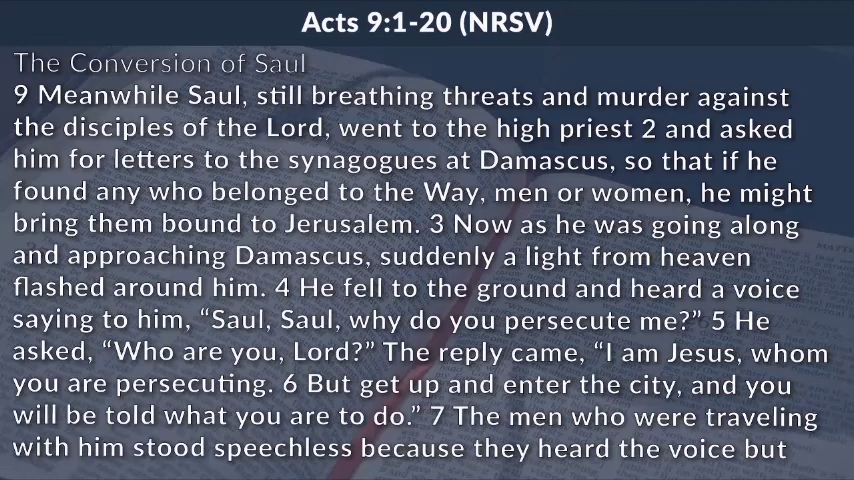 Acts 9:1-20 (NRSV)
The Conversion of Saul
9 Meanwhile Saul, still breathing threats and murder against
the disciples of the Lord, went to the high priest 2 and asked
him for letters to the synagogues at Damascus, so that if he
found any who belonged to the Way, men or women, he might
bring them bound to Jerusalem. 3 Now as he was going along
and approaching Damascus, suddenly a light from heaven
flashed around him. 4 He fell to the ground and heard a voice
saying to him, “Saul, Saul, why do you persecute me?” 5 He
asked, “Who are you, Lord?” The reply came, “I am Jesus, whom
you are persecuting. 6 But get up and enter the city, and you
will be told what you are to do.” 7 The men who were traveling
with him stood speechless because they heard the voice but